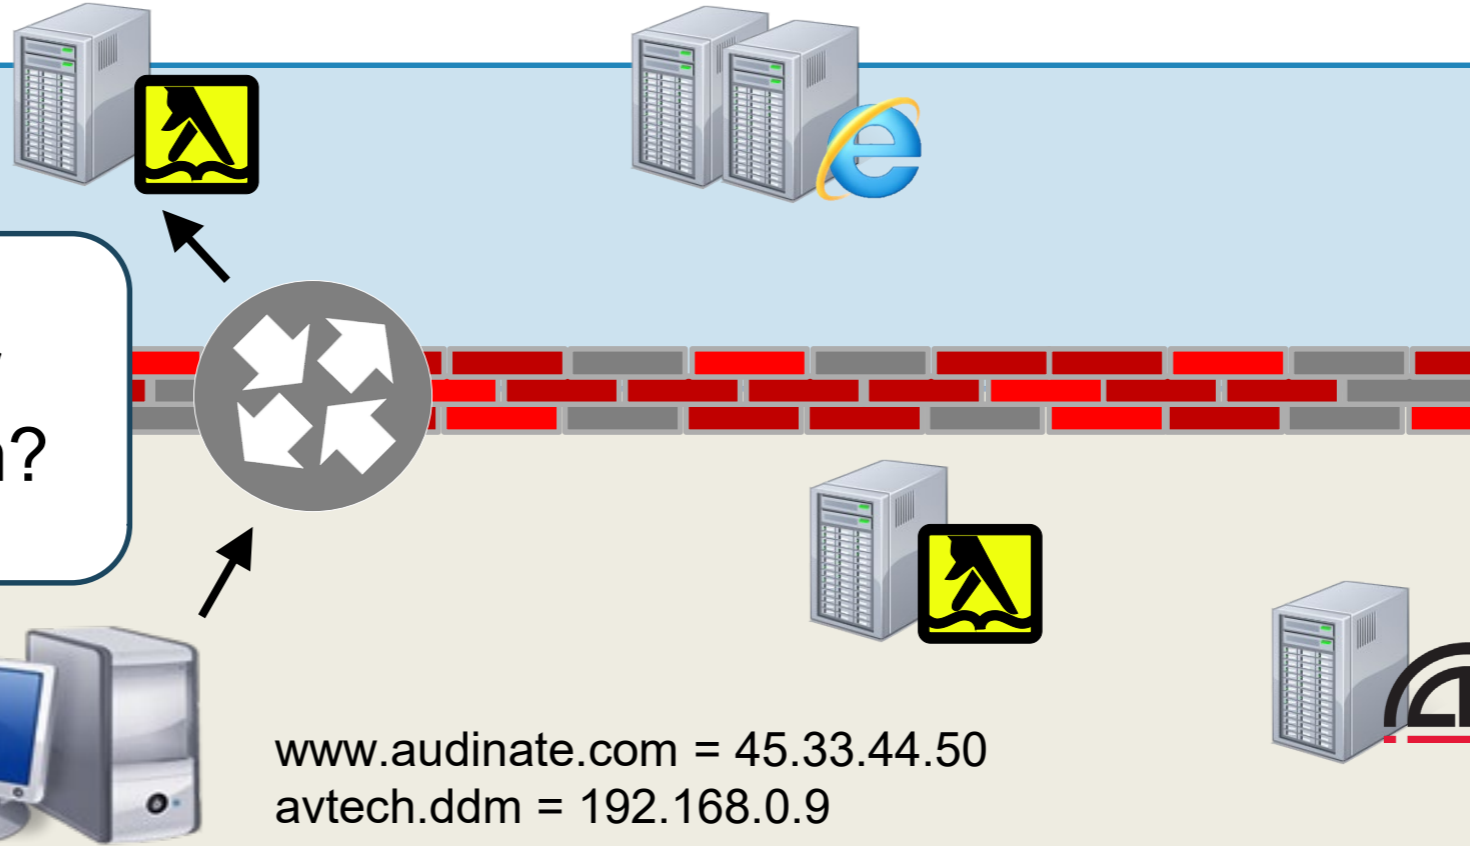 ?
www.audinate.com = 45.33.44.50
avtech.ddm = 192.168.0.9